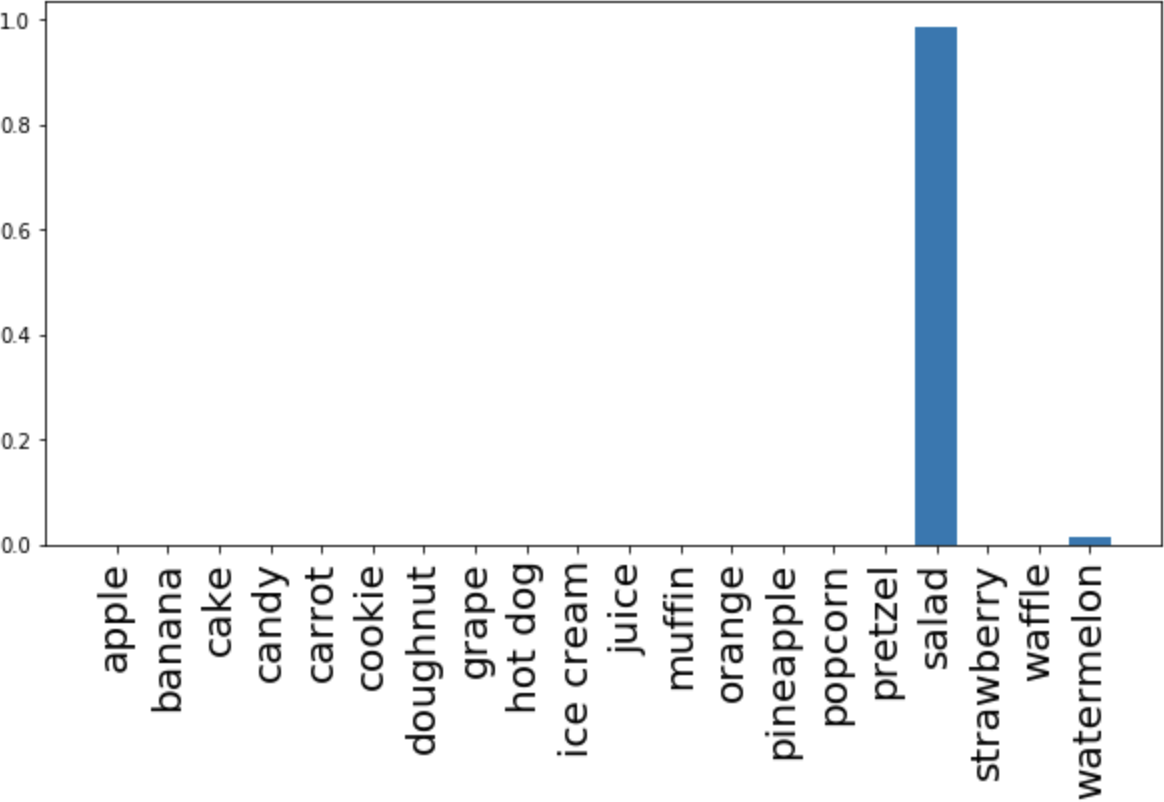 1.0
0.8
0.6
0.4
0.2
0.0
apple
banana
cake
candy
carrot
cookie
doughnut
grape
hot dog
ice cream
juice
muffin
orange
pineapple
popcorn
pretzel
salad
strawberry
waffle
watermelon